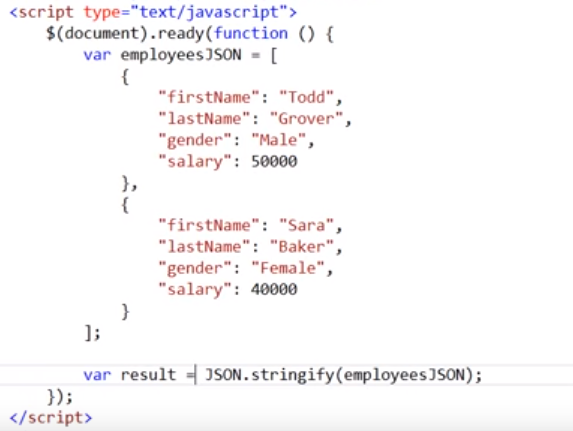 <script type="text/javascript">
    $(document).ready(function () {
        var employeesJSON = [
            {
                "firstName": "Todd",
                "lastName": "Grover",
                "gender": "Male",
                "salary": 50000
            },
            {
                "firstName": "Sara",
                "lastName": "Baker",
                "gender": "Female",
                "salary": 40000
            }
        ];
        var result = JSON.stringify(employeesJSON);
    });
</script>